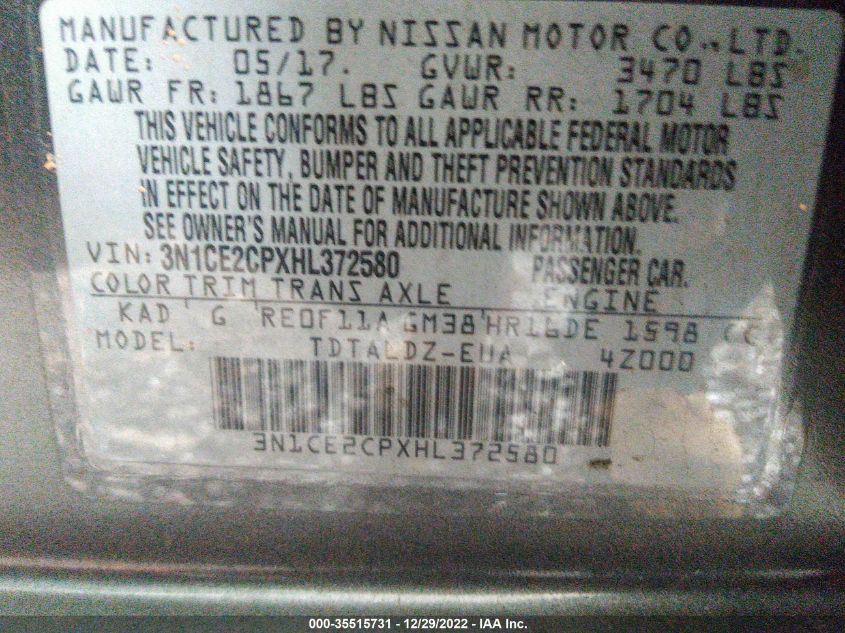 MANUFACTURED BY NISSAN MOTOR CO., LTD.
DATE: 05/17. GVWR: 3470 LBS
GAWR FR: 1867 LBS GAWR RR: 1704 LBS
THIS VEHICLE CONFORMS TO ALL APPLICABLE FEDERAL MOTOR
VEHICLE SAFETY, BUMPER AND THEFT PREVENTION STANDARDS
IN EFFECT ON THE DATE OF MANUFACTURE SHOWN ABOVE.
SEE OWNER'S MANUAL FOR ADDITIONAL INFORMATION.
VIN: 3N1CE2CPXHL372580 PASSENGER CAR.
COLOR TRIM TRANS AXLE ENGINE
KAD G RE0F11A GM38 HR16DE 1598 CC
MODEL: TDTALDZ-EUA 4Z000
3N1CE2CPXHL372580
000-35515731 - 12/29/2022 - IAA Inc.